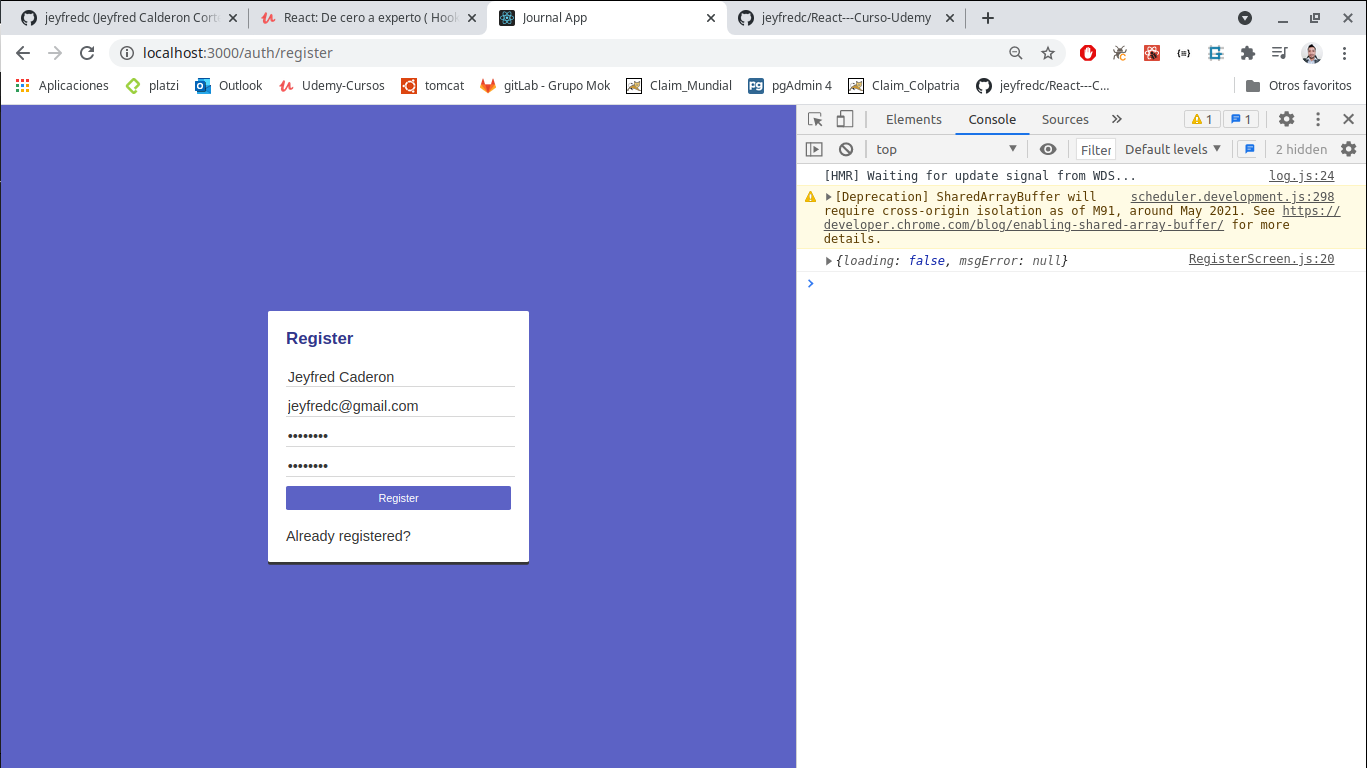 jeyfredc (Jeyfred Calderon Cort
React: De cero a experto ( Hook
Journal App
jeyfredc/React---Curso-Udemy
localhost:3000/auth/register
Aplicaciones
platzi
Outlook
Udemy-Cursos
tomcat
gitLab - Grupo Mok
Claim_Mundial
pgAdmin 4
Claim_Colpatria
jeyfredc/React---C...
Otros favoritos
Register
Jeyfred Caderon
jeyfredc@gmail.com
••••••••
••••••••
Register
Already registered?
Elements
Console
Sources
1
1
top
Filter
Default levels
2 hidden
[HMR] Waiting for update signal from WDS... log.js:24
[Deprecation] SharedArrayBuffer will scheduler.development.js:298
require cross-origin isolation as of M91, around May 2021. See https://
developer.chrome.com/blog/enabling-shared-array-buffer/ for more
details.
{loading: false, msgError: null} RegisterScreen.js:20